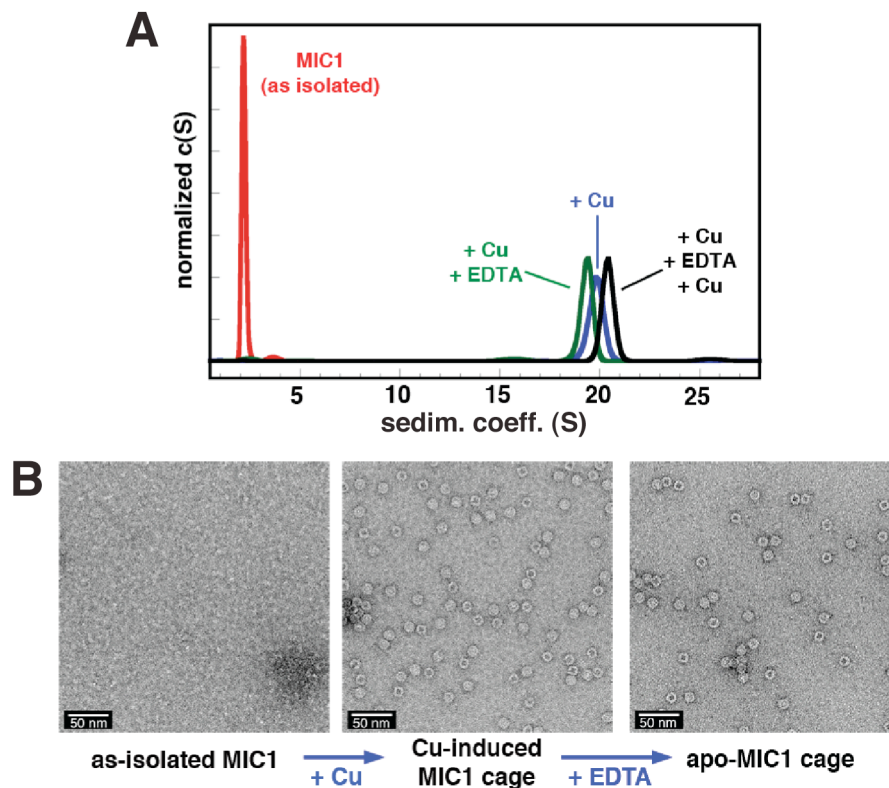 A
MIC1
(as isolated)
+ Cu
+ Cu
+ EDTA
+ Cu
+ EDTA
+ Cu
normalized c(S)
5
10
15
20
25
sedim. coeff. (S)
B
50 nm
50 nm
50 nm
as-isolated MIC1
+ Cu
Cu-induced
MIC1 cage
+ EDTA
apo-MIC1 cage